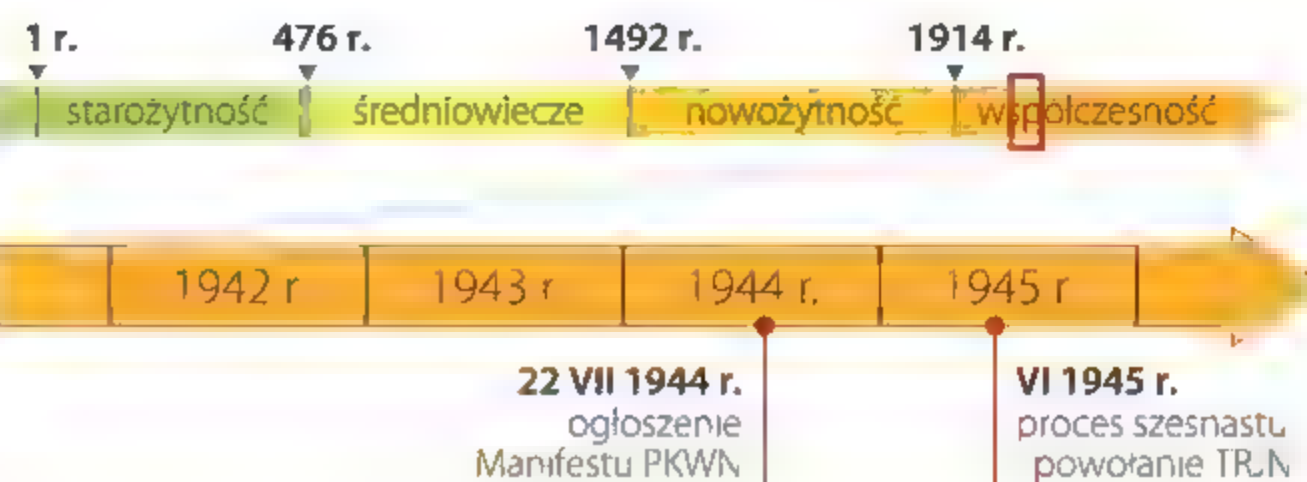 1 r. 476 r. 1492 r. 1914 r.
starożytność średniowiecze nowożytność współczesność
1942 r 1943 r 1944 r. 1945 r
22 VII 1944 r.
ogłoszenie
Manifestu PKWN
VI 1945 r.
proces szesnastu
powołanie TRJN